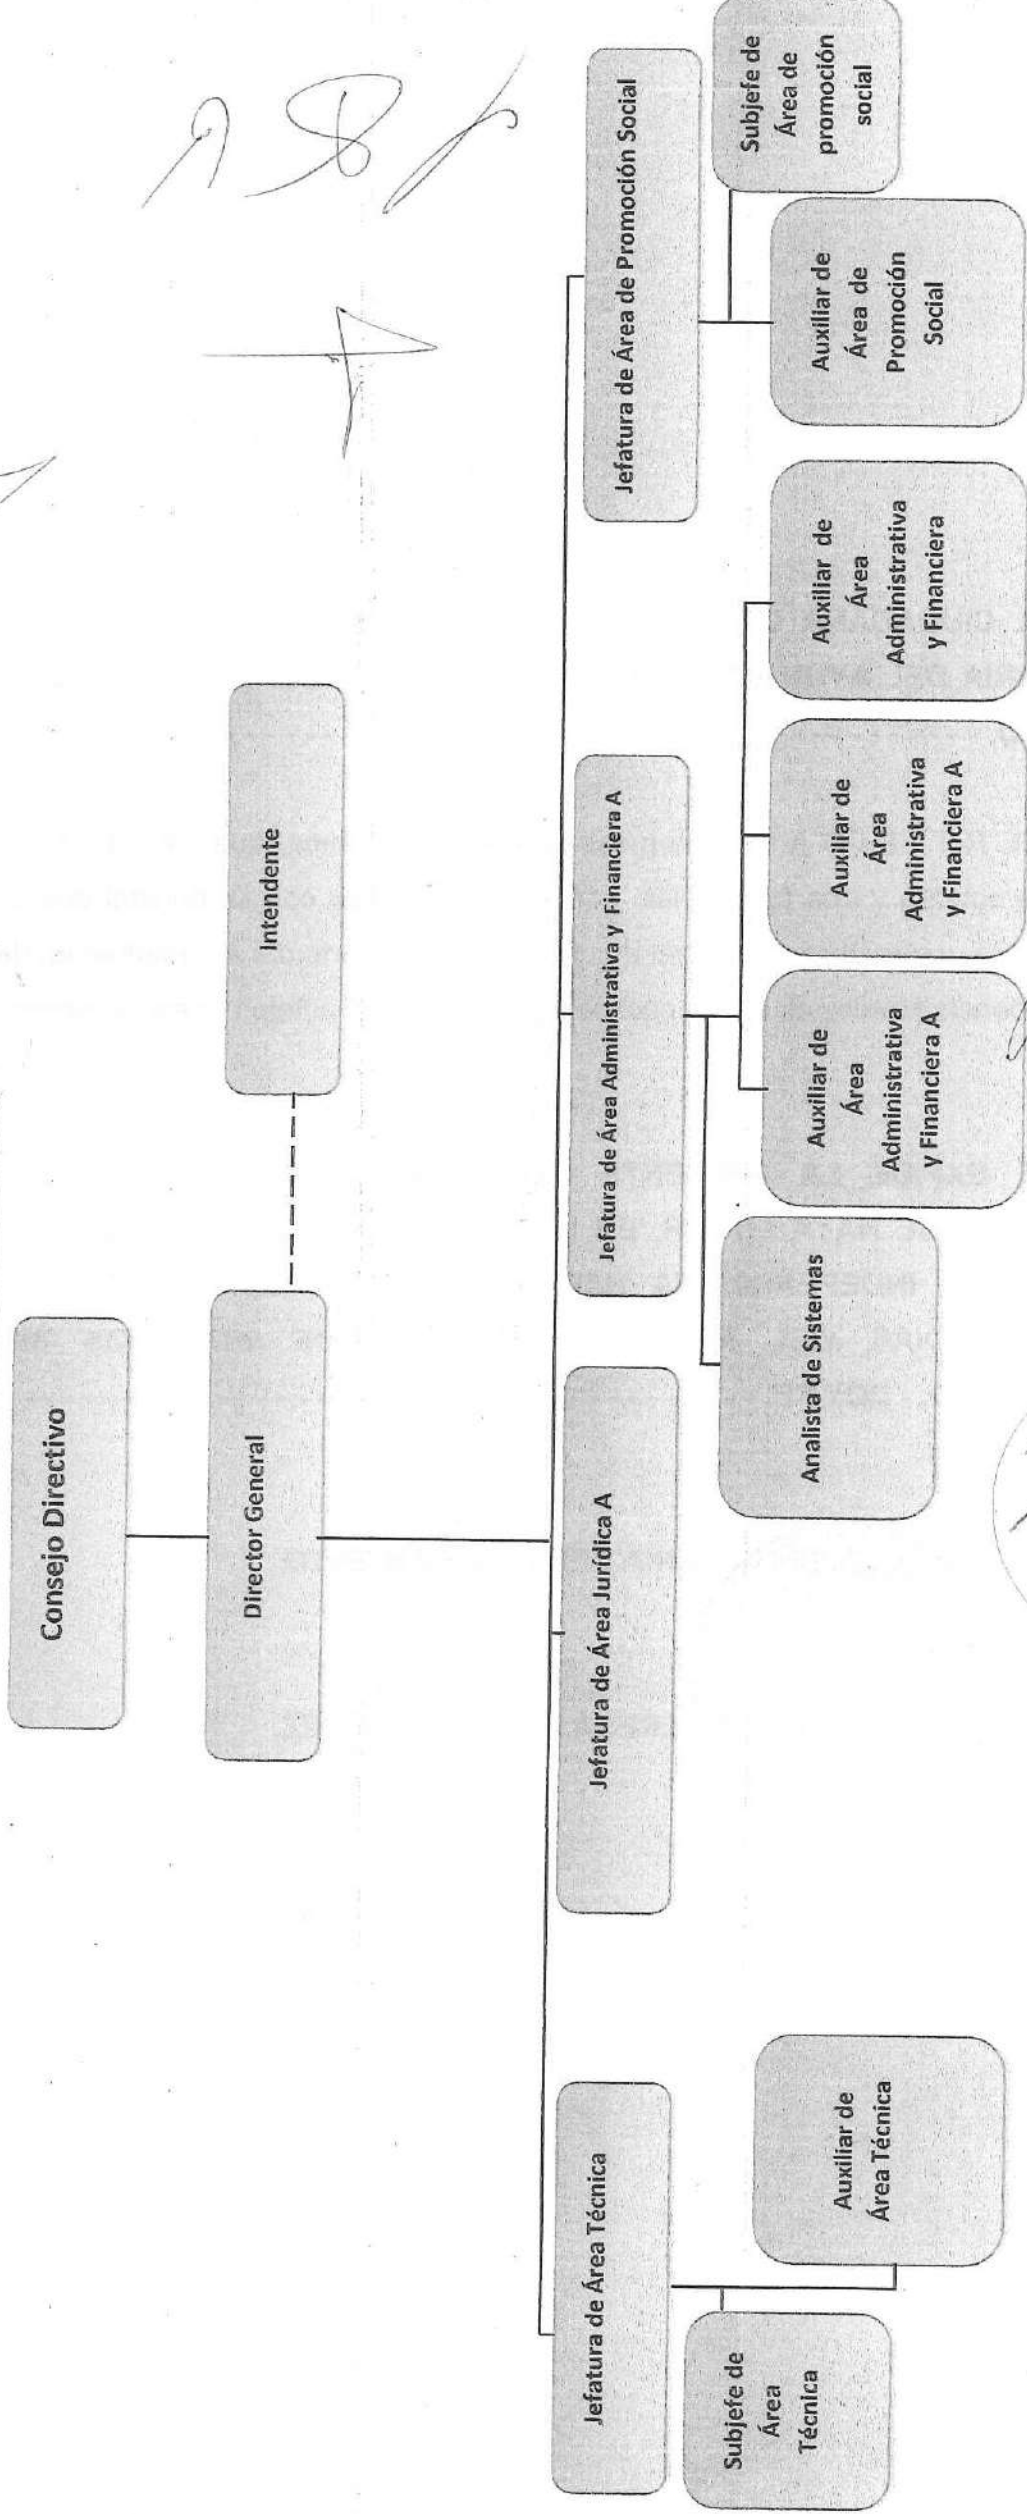 Consejo Directivo
Director General
Intendente
Jefatura de Área Técnica
Jefatura de Área Jurídica A
Jefatura de Área Administrativa y Financiera A
Jefatura de Área de Promoción Social
Subjefe de
Área
Técnica
Auxiliar de
Área Técnica
Analista de Sistemas
Auxiliar de
Área
Administrativa
y Financiera A
Auxiliar de
Área
Administrativa
y Financiera A
Auxiliar de
Área
Administrativa
y Financiera
Auxiliar de
Área de
Promoción
Social
Subjefe de
Área de
promoción
social